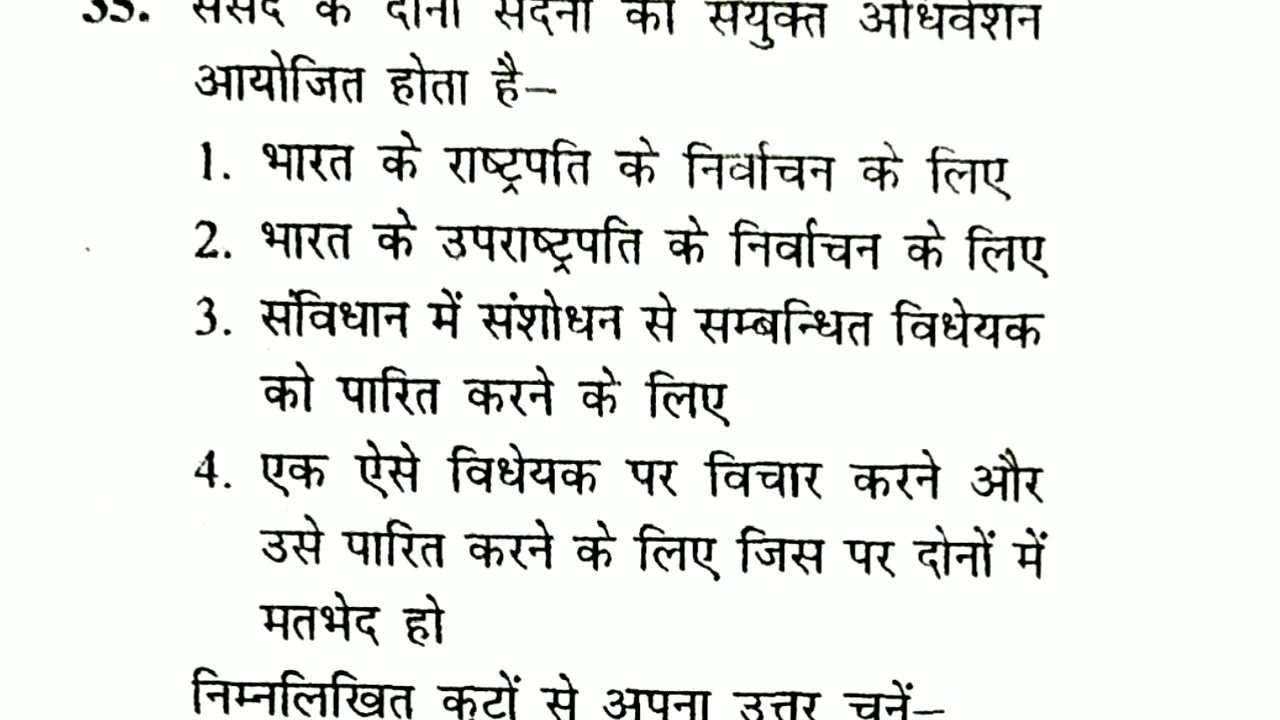 35. संसद के दोनों सदनों का संयुक्त अधिवेशन
आयोजित होता है–
1. भारत के राष्ट्रपति के निर्वाचन के लिए
2. भारत के उपराष्ट्रपति के निर्वाचन के लिए
3. संविधान में संशोधन से सम्बन्धित विधेयक
को पारित करने के लिए
4. एक ऐसे विधेयक पर विचार करने और
उसे पारित करने के लिए जिस पर दोनों में
मतभेद हो
निम्नलिखित कूटों से अपना उत्तर चुनें–